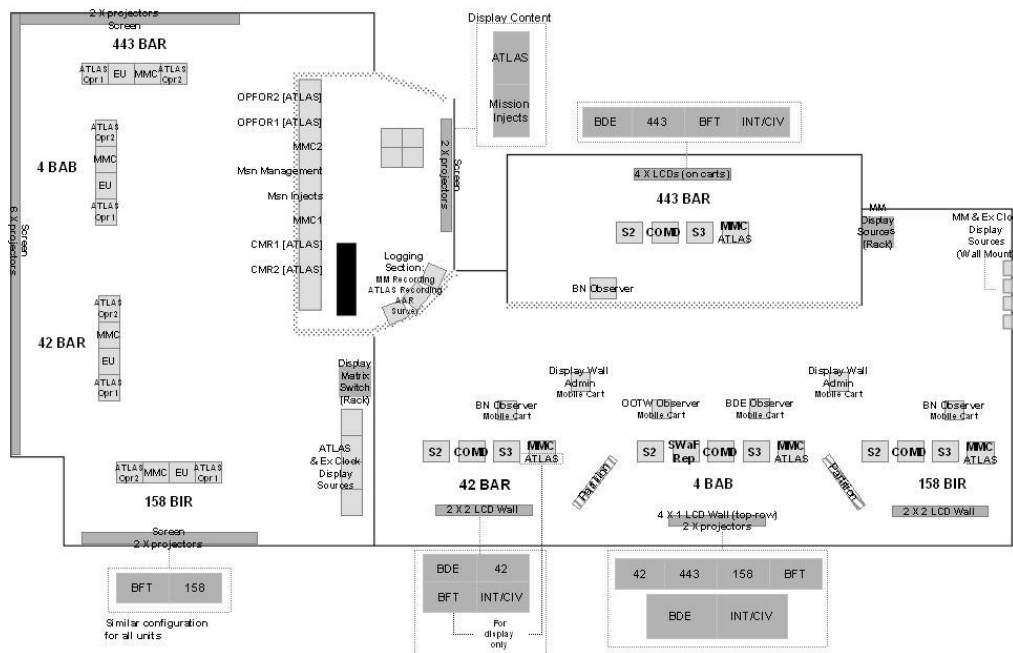 2 X projectors
Screen
443 BAR
ATLAS
Opr1
EU
MMC
ATLAS
Opr2
4 BAB
ATLAS
Opr2
MMC
EU
ATLAS
Opr1
6 X projectors
Screen
42 BAR
ATLAS
Opr2
MMC
EU
ATLAS
Opr1
ATLAS
Opr2
MMC
EU
ATLAS
Opr1
158 BIR
Screen
2 X projectors
BFT
158
Similar configuration
for all units
OPFOR2 [ATLAS]
OPFOR1 [ATLAS]
MMC2
Msn Management
Msn Injects
MMC1
CMR1 [ATLAS]
CMR2 [ATLAS]
Logging
Section:
MM Recording
ATLAS Recording
AAR
Survey
Screen
2 X projectors
Display Content
ATLAS
Mission
Injects
Display
Matrix
Switch
(Rack)
ATLAS
& Ex Clock
Display
Sources
BDE
443
BFT
INT/CIV
4 X LCDs (on carts)
443 BAR
S2
COMD
S3
MMC
ATLAS
BN Observer
MM
Display
Sources
(Rack)
MM & Ex Clo
Display
Sources
(Wall Mount)
Display Wall
Admin
Mobile Cart
Display Wall
Admin
Mobile Cart
BN Observer
Mobile Cart
OOTW Observer
Mobile Cart
BDE Observer
Mobile Cart
BN Observer
Mobile Cart
S2
COMD
S3
MMC
ATLAS
42 BAR
2 X 2 LCD Wall
Partition
S2
SWaF
Rep
COMD
S3
MMC
ATLAS
4 BAB
4 X 1 LCD Wall (top-row)
2 X projectors
Partition
S2
COMD
S3
MMC
ATLAS
158 BIR
2 X 2 LCD Wall
BDE
42
BFT
INT/CIV
For
display
only
42
443
158
BFT
BDE
INT/CIV